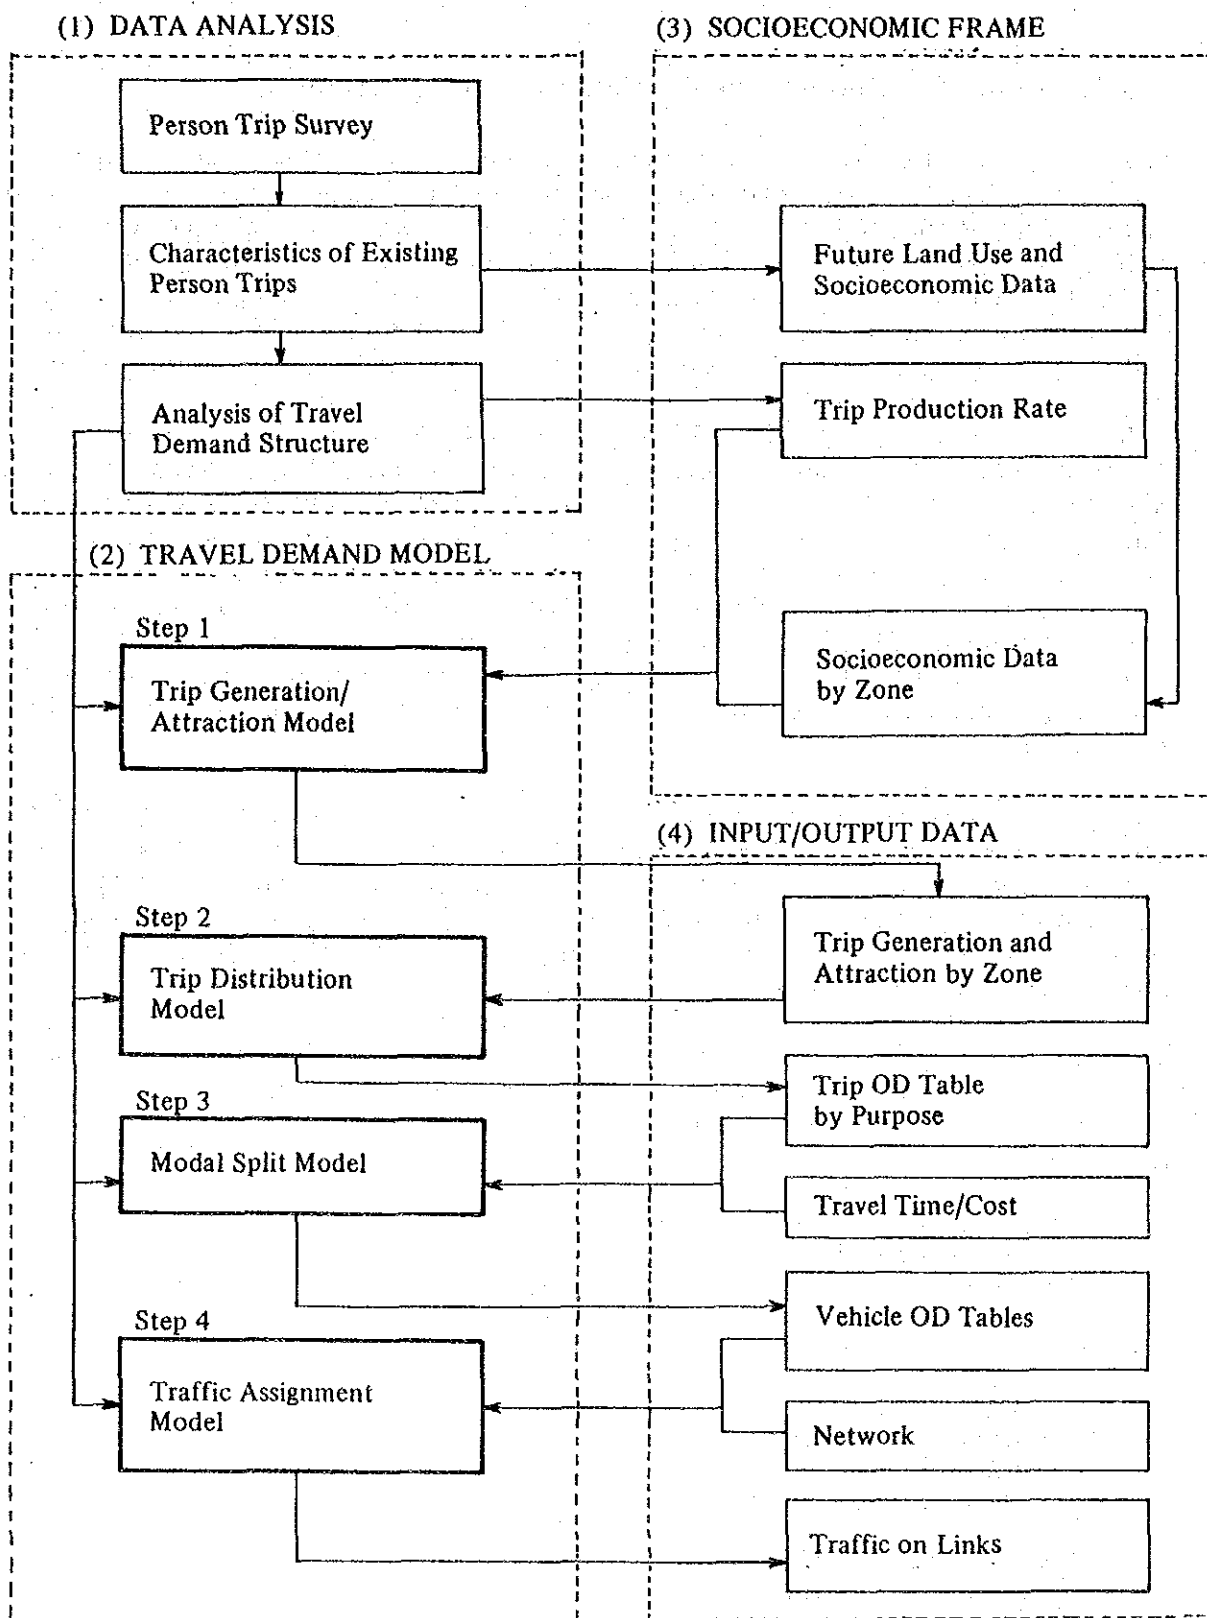 (1) DATA ANALYSIS
Person Trip Survey
Characteristics of Existing
Person Trips
Analysis of Travel
Demand Structure
(3) SOCIOECONOMIC FRAME
Future Land Use and
Socioeconomic Data
Trip Production Rate
Socioeconomic Data
by Zone
(2) TRAVEL DEMAND MODEL
Step 1
Trip Generation/
Attraction Model
Step 2
Trip Distribution
Model
Step 3
Modal Split Model
Step 4
Traffic Assignment
Model
(4) INPUT/OUTPUT DATA
Trip Generation and
Attraction by Zone
Trip OD Table
by Purpose
Travel Time/Cost
Vehicle OD Tables
Network
Traffic on Links